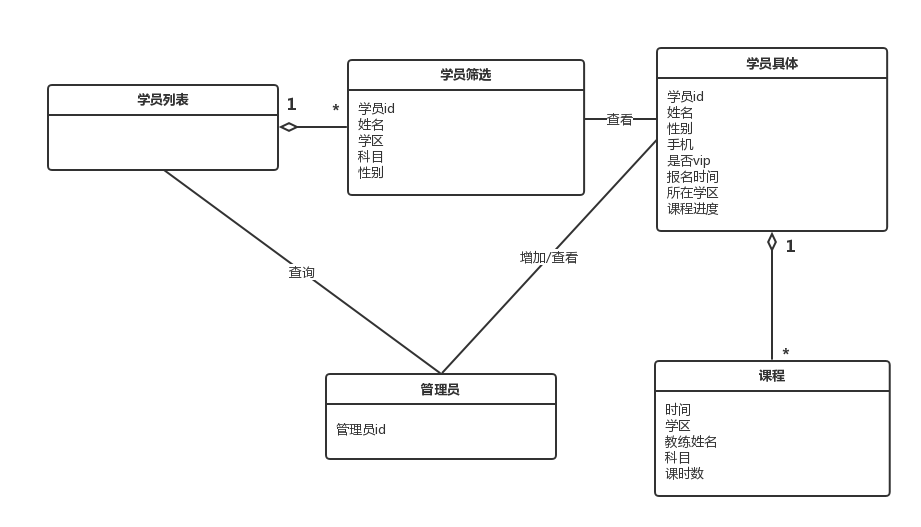 学员列表
1
*
学员筛选
学员id
姓名
学区
科目
性别
查看
学员具体
学员id
姓名
性别
手机
是否vip
报名时间
所在学区
课程进度
1
*
查询
增加/查看
管理员
管理员id
课程
时间
学区
教练姓名
科目
课时数